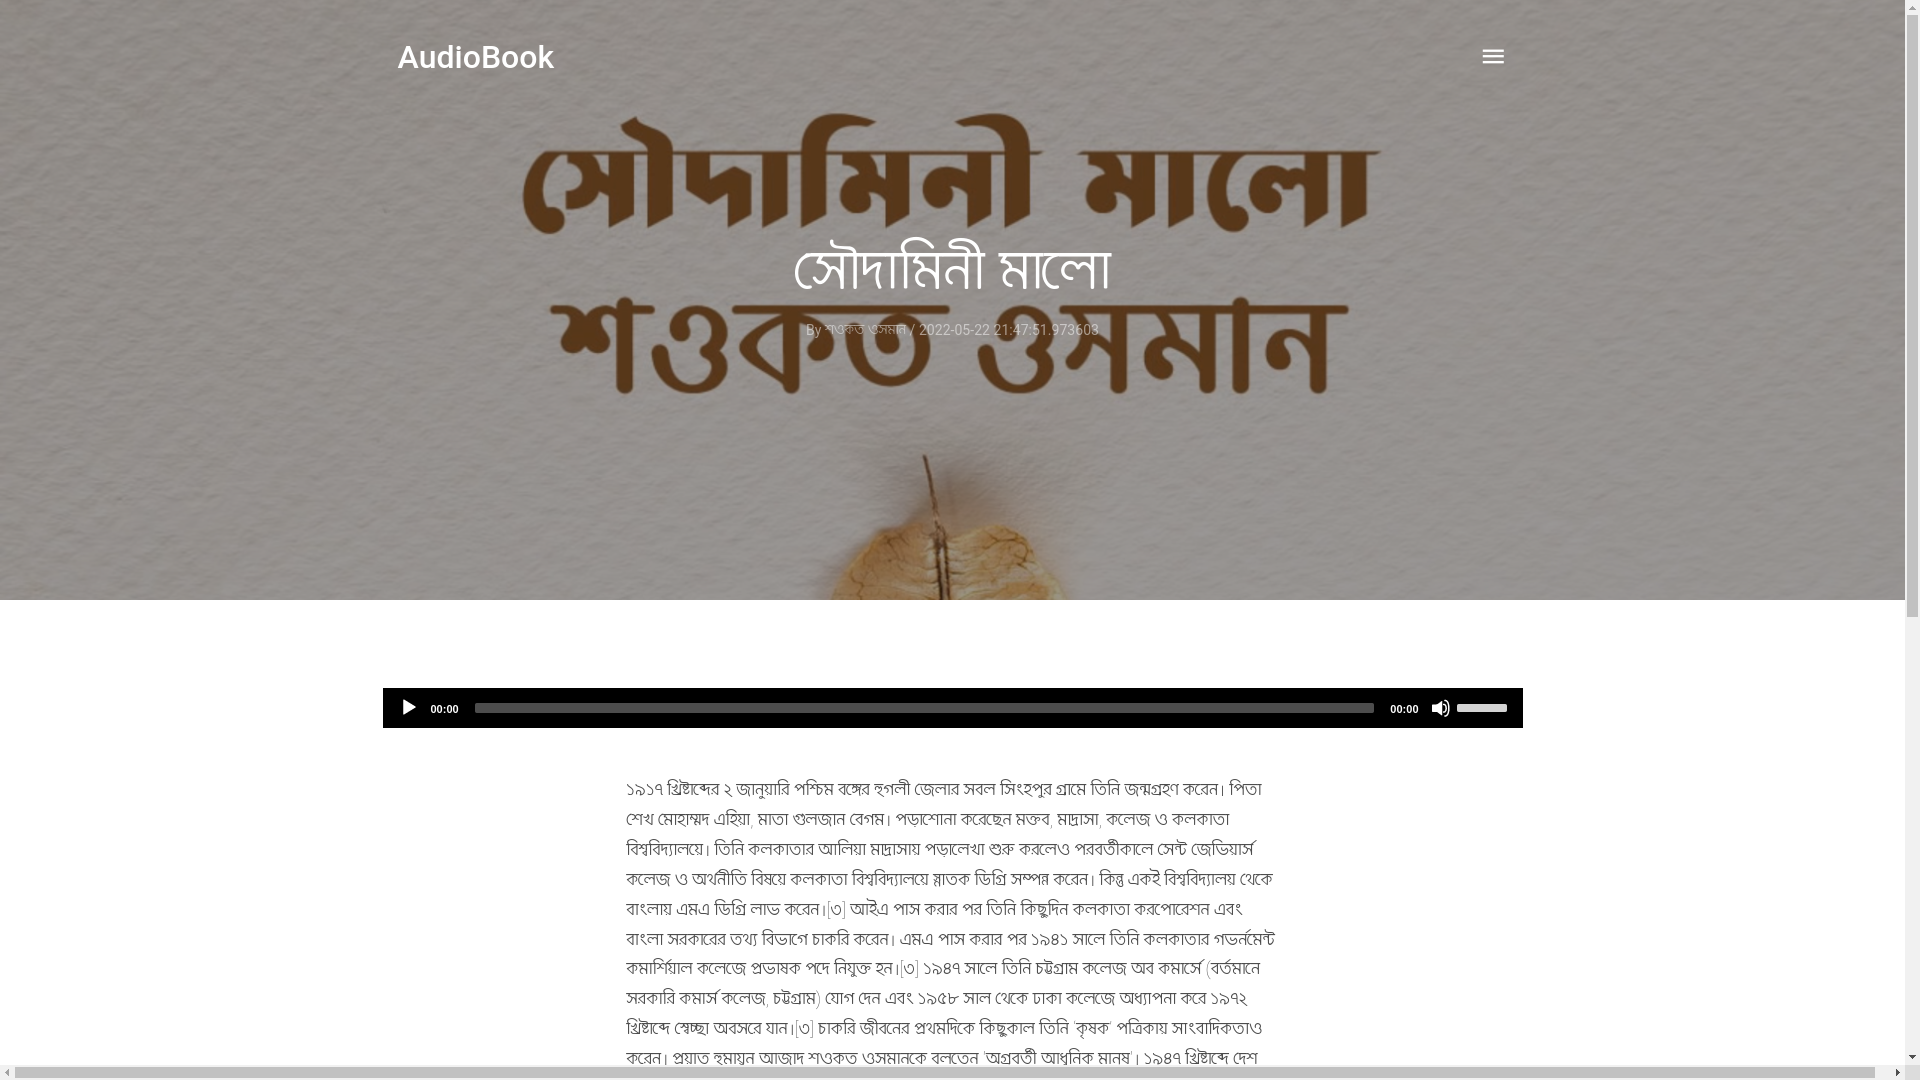 AudioBook
সৌদামিনী মালো
সৌদামিনী মালো
By শওকত ওসমান / 2022-05-22 21:47:51.973603
শওকত ওসমান
00:00
00:00
১৯১৭ খ্রিষ্টাব্দের ২ জানুয়ারি পশ্চিম বঙ্গের হুগলী জেলার সবল সিংহপুর গ্রামে তিনি জন্মগ্রহণ করেন। পিতা
শেখ মোহাম্মদ এহিয়া, মাতা গুলজান বেগম। পড়াশোনা করেছেন মক্তব, মাদ্রাসা, কলেজ ও কলকাতা
বিশ্ববিদ্যালয়ে। তিনি কলকাতার আলিয়া মাদ্রাসায় পড়ালেখা শুরু করলেও পরবর্তীকালে সেন্ট জেভিয়ার্স
কলেজ ও অর্থনীতি বিষয়ে কলকাতা বিশ্ববিদ্যালয়ে স্নাতক ডিগ্রি সম্পন্ন করেন। কিন্তু একই বিশ্ববিদ্যালয় থেকে
বাংলায় এমএ ডিগ্রি লাভ করেন।[৩] আইএ পাস করার পর তিনি কিছুদিন কলকাতা করপোরেশন এবং
বাংলা সরকারের তথ্য বিভাগে চাকরি করেন। এমএ পাস করার পর ১৯৪১ সালে তিনি কলকাতার গভর্নমেন্ট
কমার্শিয়াল কলেজে প্রভাষক পদে নিযুক্ত হন।[৩] ১৯৪৭ সালে তিনি চট্টগ্রাম কলেজ অব কমার্সে (বর্তমানে
সরকারি কমার্স কলেজ, চট্টগ্রাম) যোগ দেন এবং ১৯৫৮ সাল থেকে ঢাকা কলেজে অধ্যাপনা করে ১৯৭২
খ্রিষ্টাব্দে স্বেচ্ছা অবসরে যান।[৩] চাকরি জীবনের প্রথমদিকে কিছুকাল তিনি 'কৃষক' পত্রিকায় সাংবাদিকতাও
করেন। প্রয়াত হুমায়ুন আজাদ শওকত ওসমানকে বলতেন 'অগ্রবর্তী আধুনিক মানুষ'। ১৯৪৭ খ্রিষ্টাব্দে দেশ